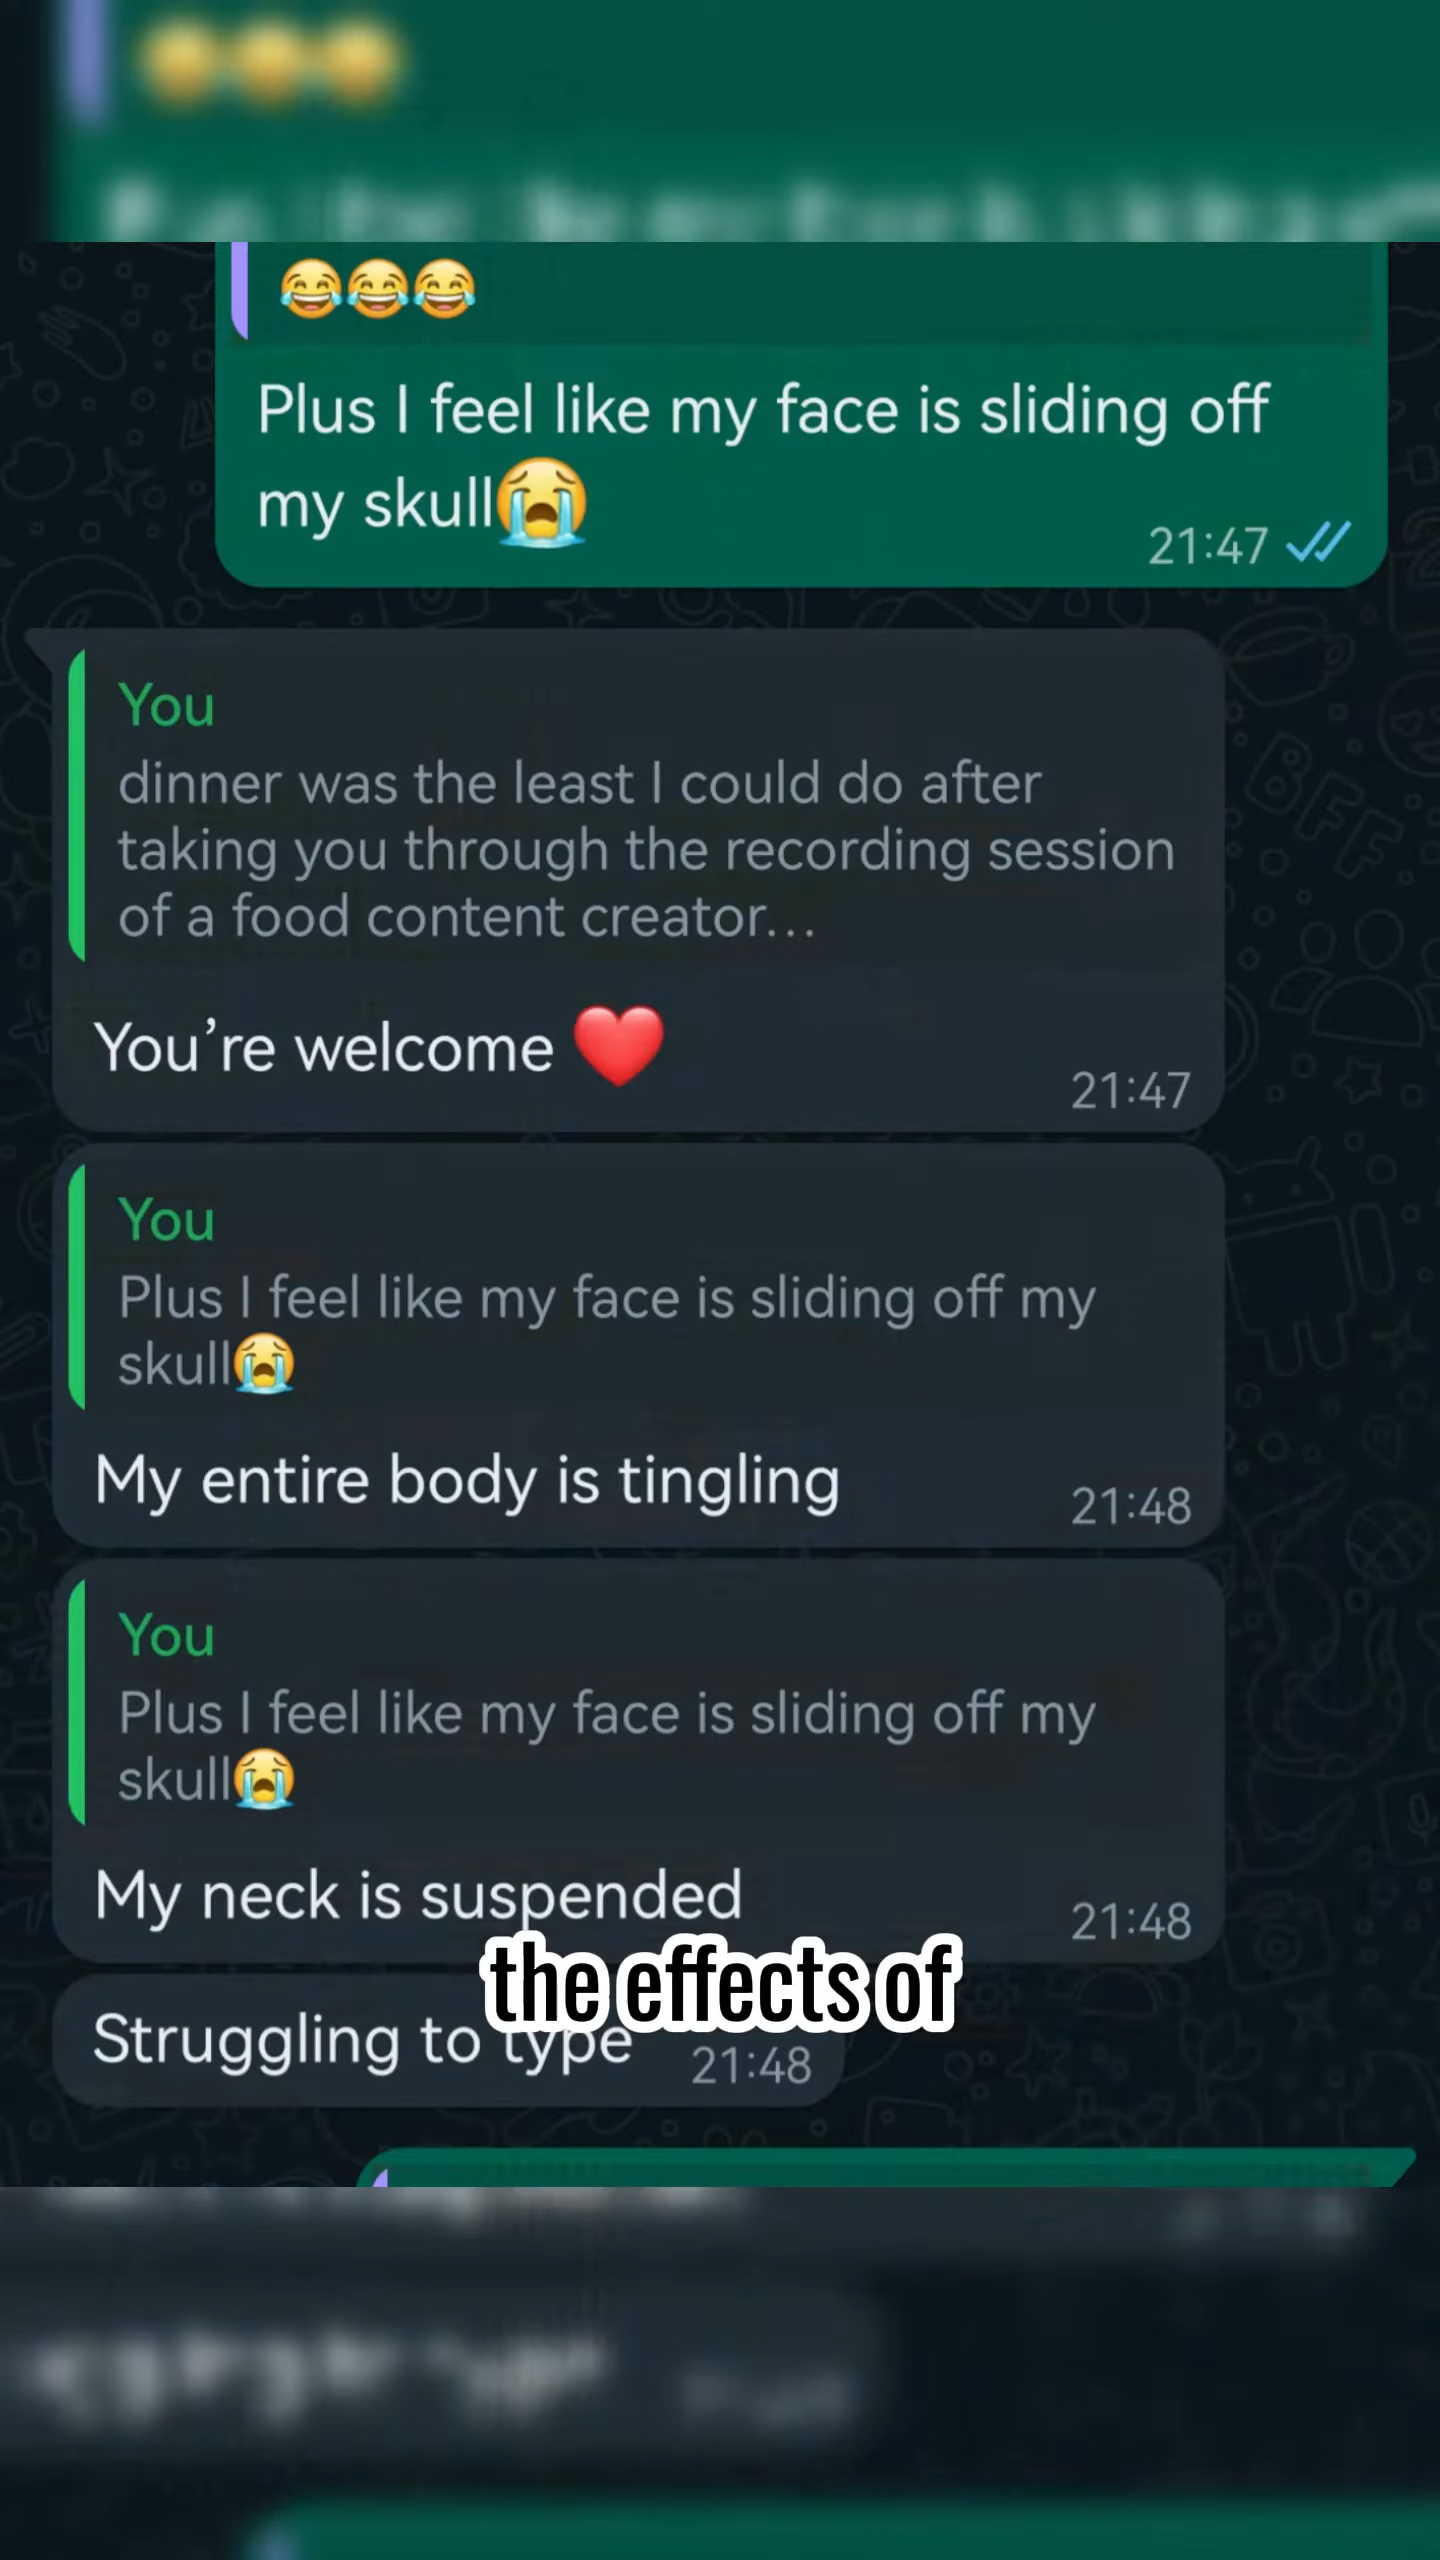 😂😂😂
Plus I feel like my face is sliding off
my skull😭
21:47
You
dinner was the least I could do after
taking you through the recording session
of a food content creator...
You're welcome ❤️
21:47
You
Plus I feel like my face is sliding off my
skull😭
My entire body is tingling
21:48
You
Plus I feel like my face is sliding off my
skull😭
My neck is suspended
21:48
the effects of
Struggling to type
21:48